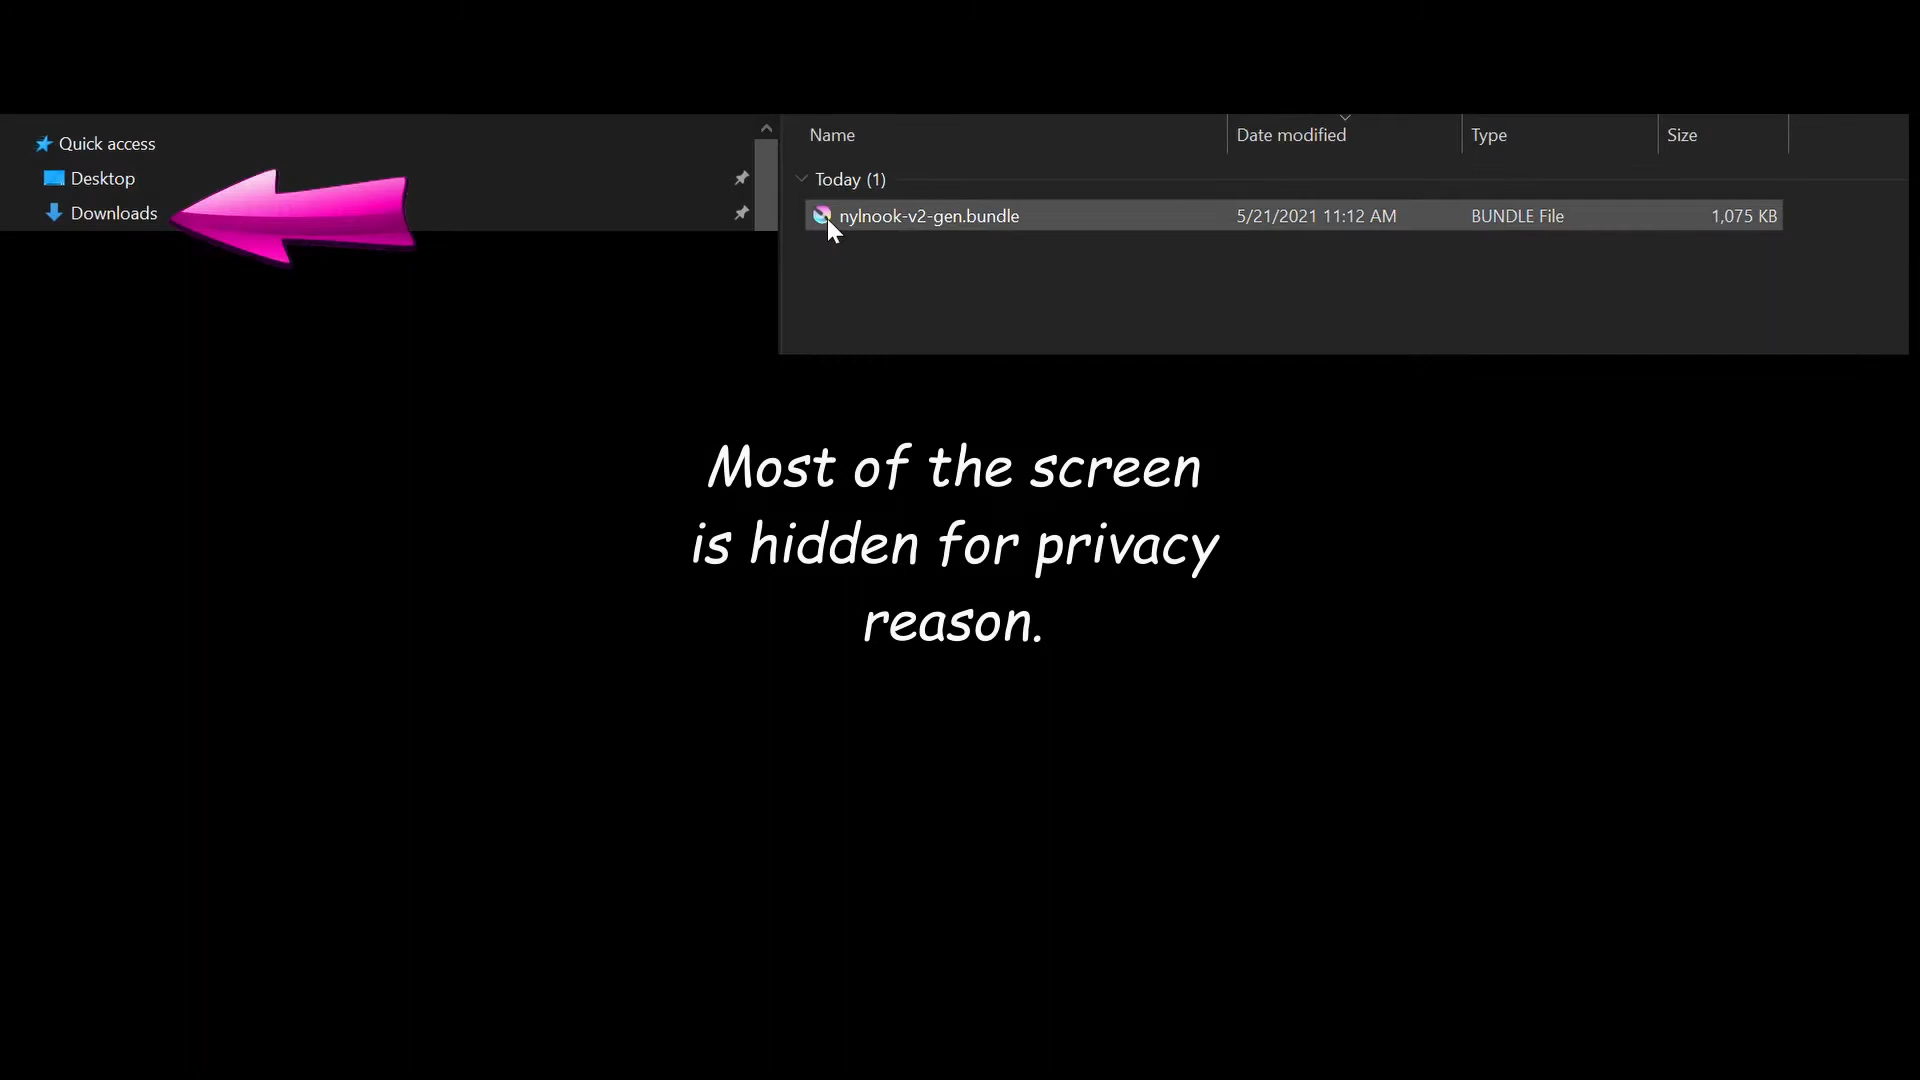 Quick access
Desktop
Downloads
Name Date modified Type Size
Today (1)
nylnook-v2-gen.bundle 5/21/2021 11:12 AM BUNDLE File 1,075 KB
Most of the screen
is hidden for privacy
reason.